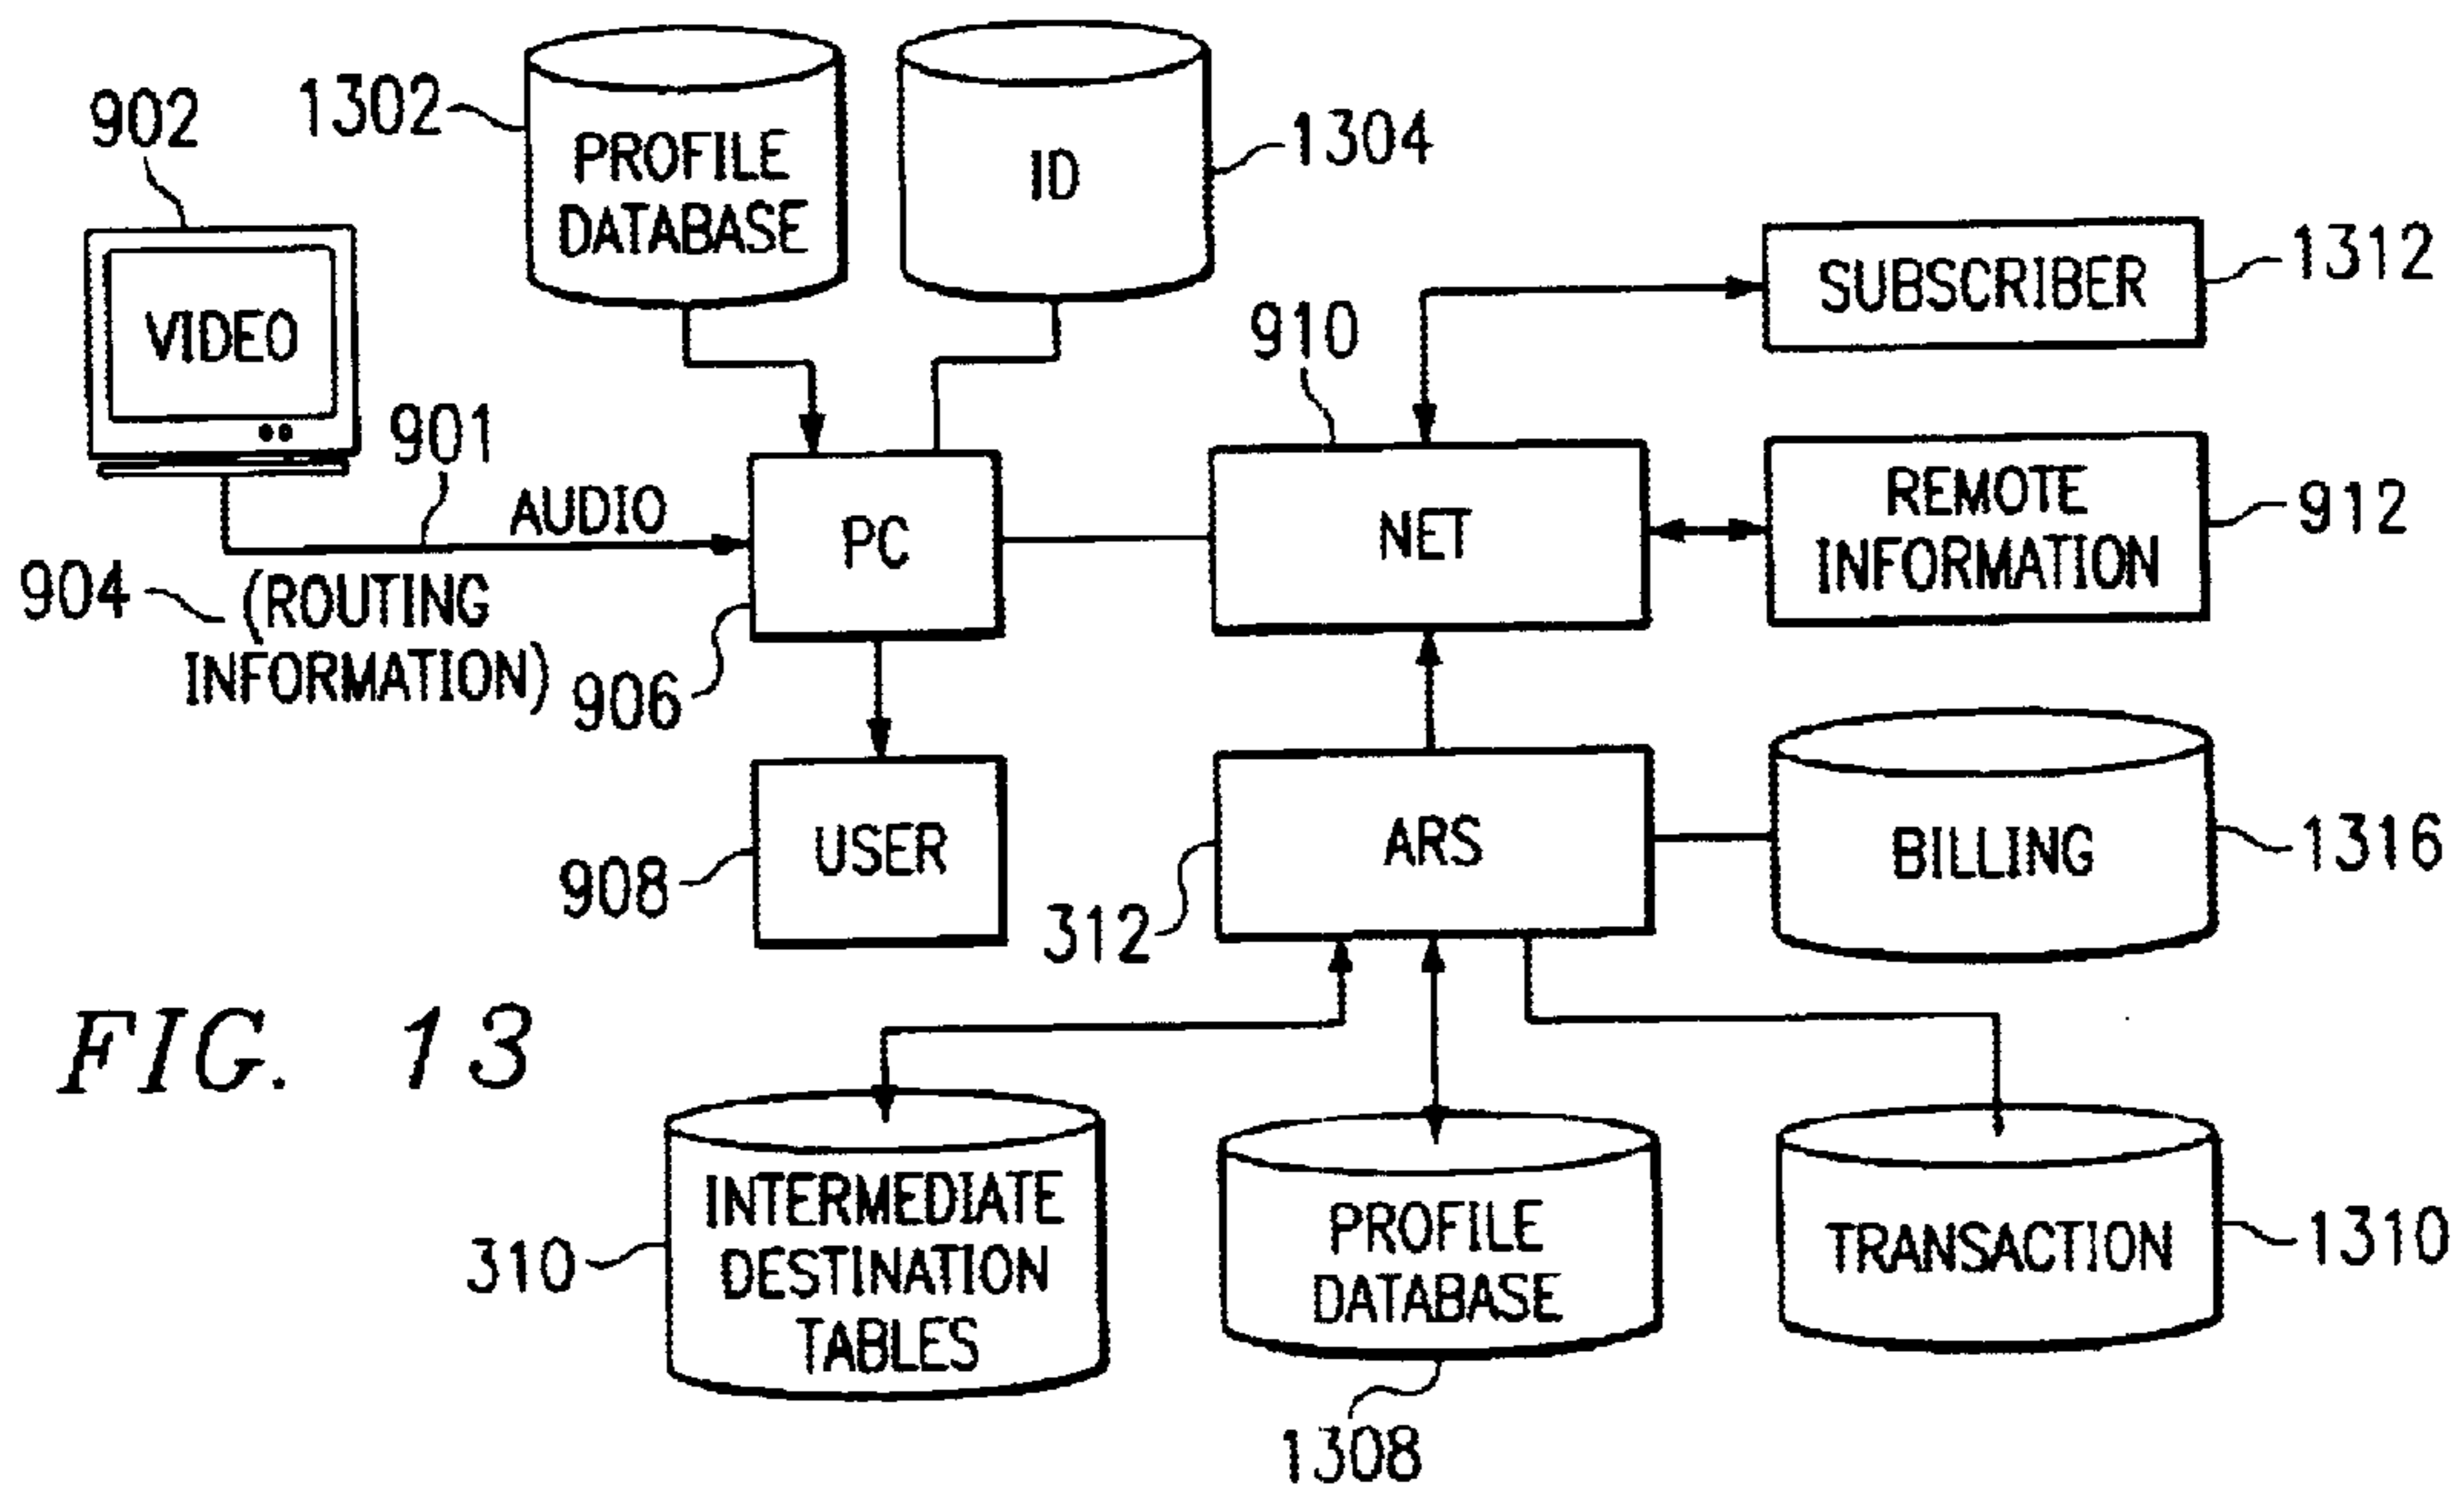 902
1302
PROFILE
DATABASE
ID
1304
VIDEO
SUBSCRIBER
1312
910
901
AUDIO
904
(ROUTING
INFORMATION)
PC
906
NET
REMOTE
INFORMATION
912
USER
908
ARS
312
BILLING
1316
FIG. 13
INTERMEDIATE
DESTINATION
TABLES
310
PROFILE
DATABASE
1308
TRANSACTION
1310